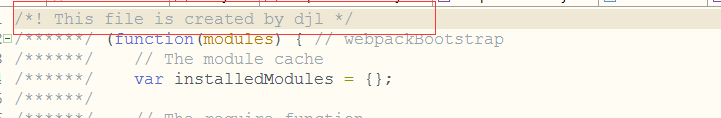 /*! This file is created by djl */
/******/ (function(modules) { // webpackBootstrap
/******/ // The module cache
/******/ var installedModules = {};
/******/
/******/ // The require function